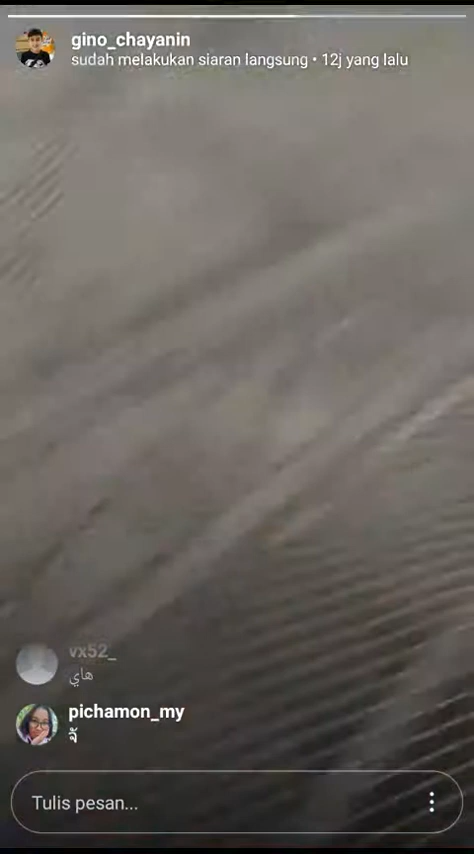 gino_chayanin
sudah melakukan siaran langsung • 12j yang lalu
vx52_
هاي
pichamon_my
Tulis pesan...